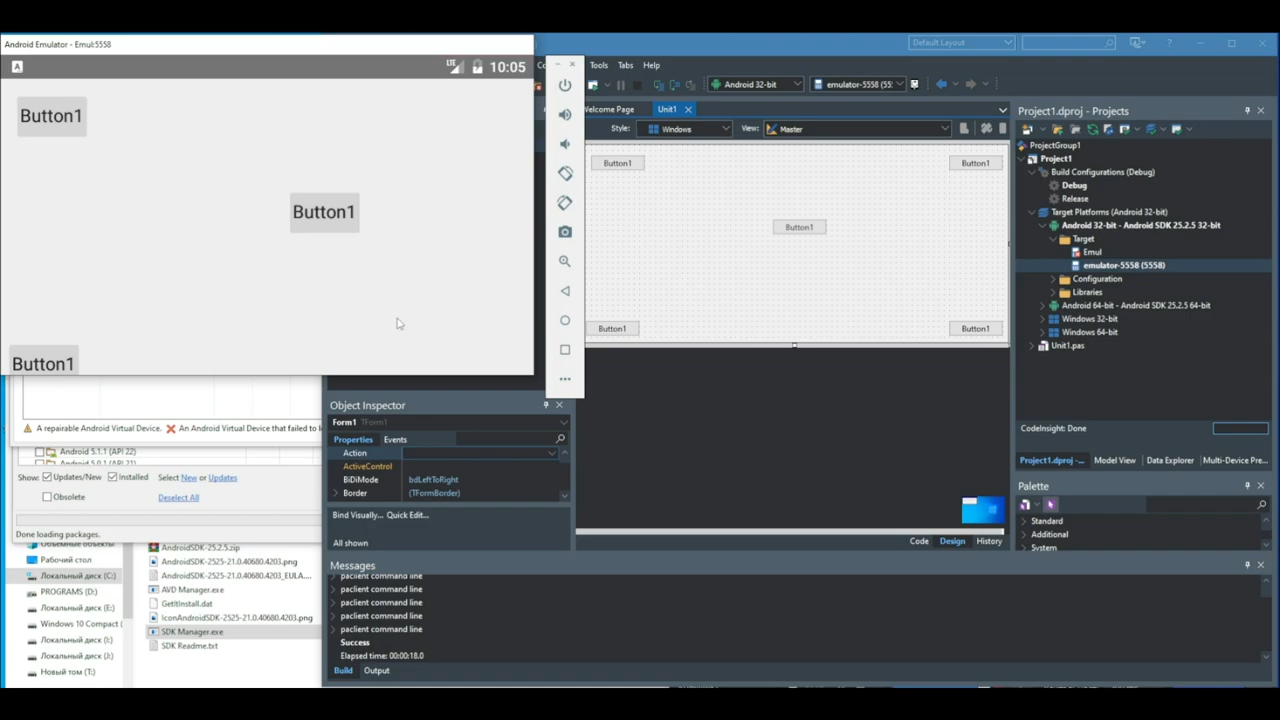 Android Emulator - Emul:5558
LTE
10:05
Button1
Button1
Button1
A repairable Android Virtual Device.
An Android Virtual Device that failed to
Android 5.1.1 (API 22)
Show: Updates/New Installed Select New or Updates
Obsolete Deselect All
Done loading packages.
Рабочий стол
Локальный диск (C:)
PROGRAMS (D:)
Локальный диск (E:)
Windows 10 Compact (
Локальный диск (I:)
Локальный диск (J:)
Новый том (T:)
AndroidSDK-25.2.5.zip
AndroidSDK-2525-21.0.40680.4203.png
AndroidSDK-2525-21.0.40680.4203_EULA....
AVD Manager.exe
GetItInstall.dat
IconAndroidSDK-2525-21.0.40680.4203.png
SDK Manager.exe
SDK Readme.txt
Default Layout
Tools Tabs Help
Android 32-bit
emulator-5558 (55
elcome Page Unit1
Style: Windows View: Master
Button1 Button1
Button1
Button1 Button1
Object Inspector
Form1 TForm1
Properties Events
Action
ActiveControl
BiDiMode bdLeftToRight
Border (TFormBorder)
Bind Visually... Quick Edit...
All shown
Code Design History
Messages
paclient command line
paclient command line
paclient command line
paclient command line
paclient command line
Success
Elapsed time: 00:00:18.0
Build Output
Project1.dproj - Projects
ProjectGroup1
Project1
Build Configurations (Debug)
Debug
Release
Target Platforms (Android 32-bit)
Android 32-bit - Android SDK 25.2.5 32-bit
Target
Emul
emulator-5558 (5558)
Configuration
Libraries
Android 64-bit - Android SDK 25.2.5 64-bit
Windows 32-bit
Windows 64-bit
Unit1.pas
CodeInsight: Done
Project1.dproj -... Model View Data Explorer Multi-Device Pre...
Palette
Standard
Additional
System